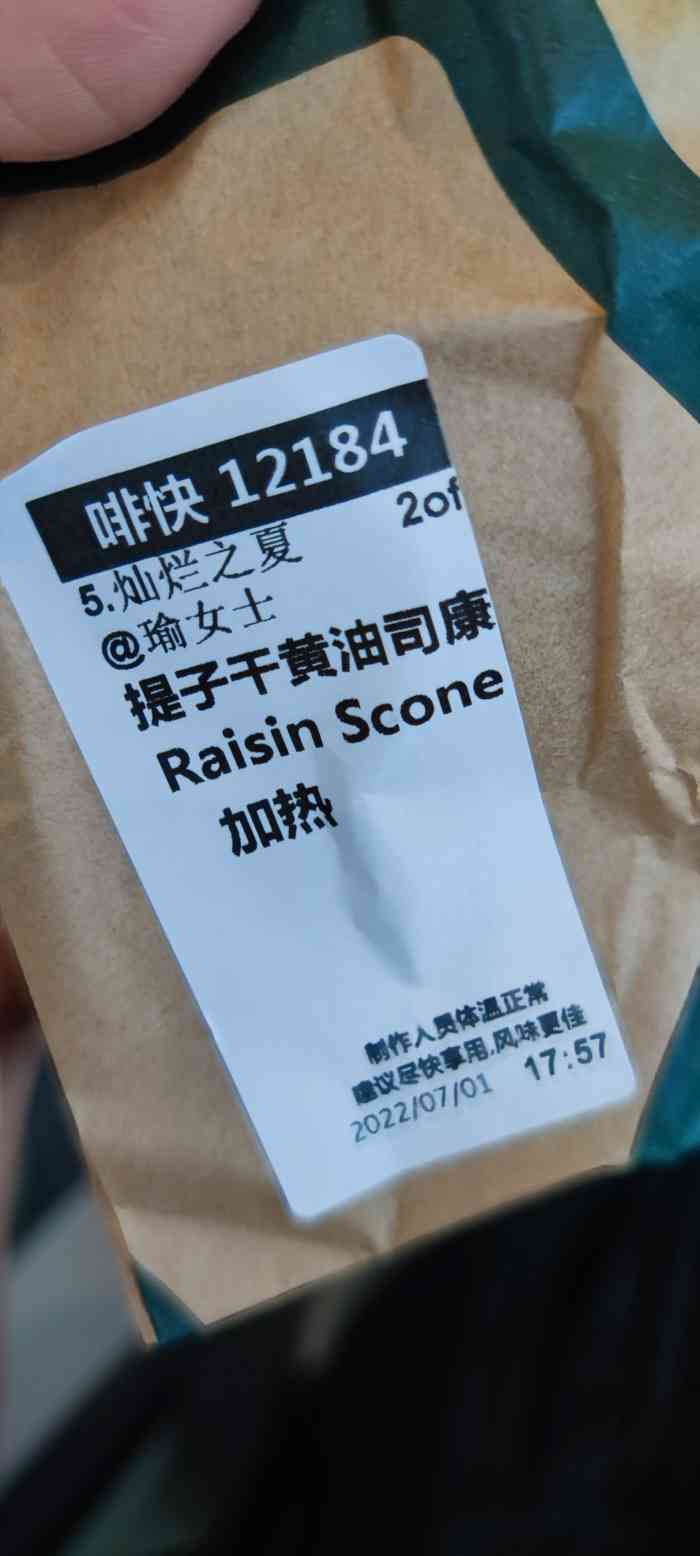 啡快 12184
2of
5.灿烂之夏
@瑜女士
提子干黄油司康
Raisin Scone
加热
制作人员体温正常
建议尽快享用,风味更佳
2022/07/01 17:57